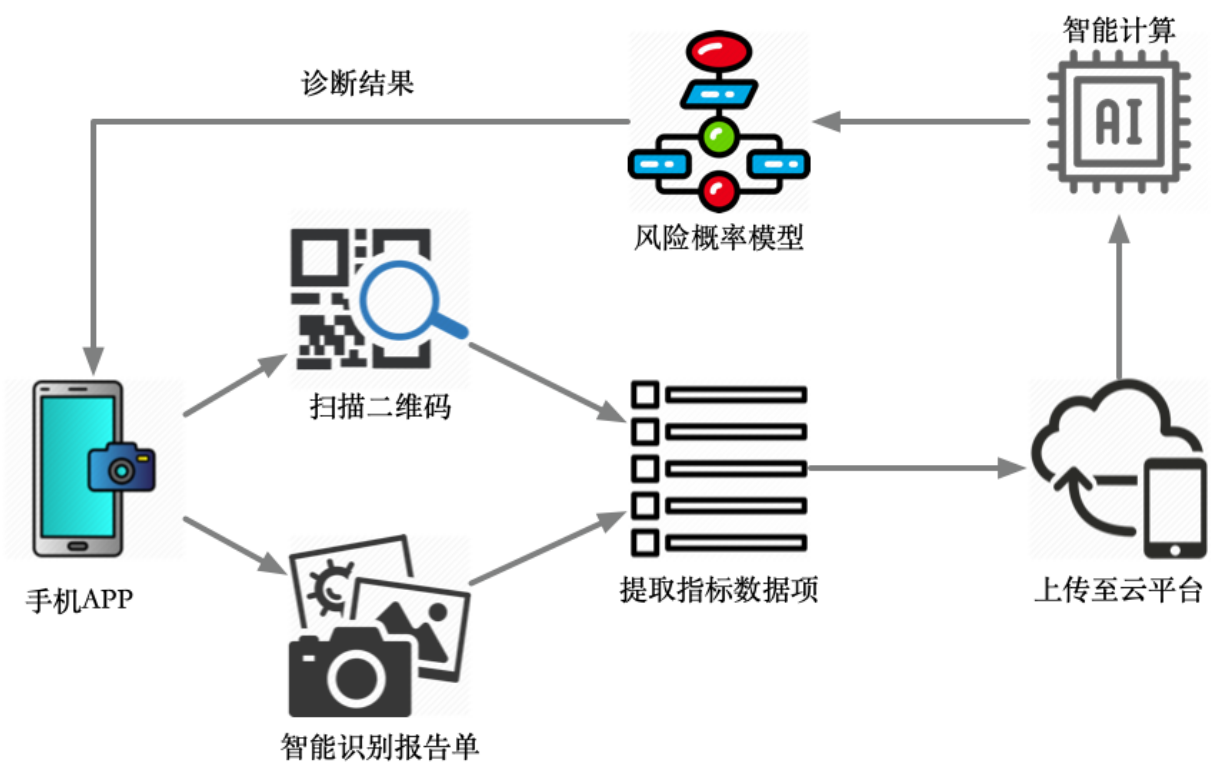 智能计算
诊断结果
AI
风险概率模型
扫描二维码
手机APP
提取指标数据项
上传至云平台
智能识别报告单